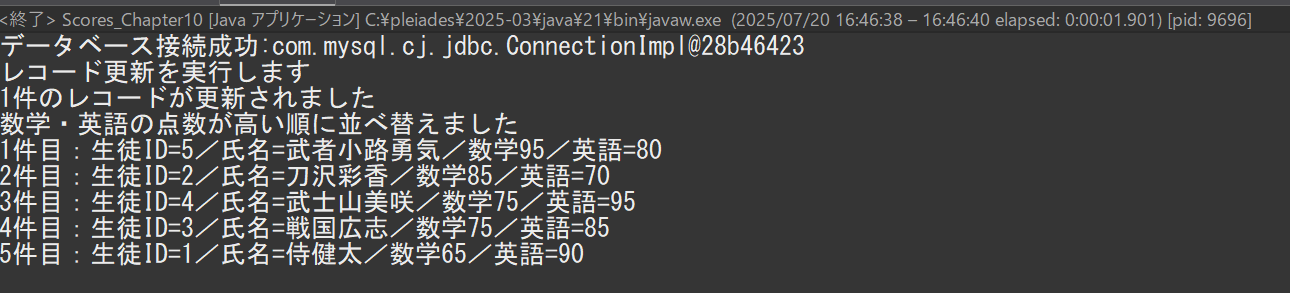 <終了> Scores_Chapter10 [Java アプリケーション] C:¥pleiades¥2025-03¥java¥21¥bin¥javaw.exe (2025/07/20 16:46:38 – 16:46:40 elapsed: 0:00:01.901) [pid: 9696]
データベース接続成功:com.mysql.cj.jdbc.ConnectionImpl@28b46423
レコード更新を実行します
1件のレコードが更新されました
数学・英語の点数が高い順に並べ替えました
1件目：生徒ID=5／氏名=武者小路勇気／数学95／英語=80
2件目：生徒ID=2／氏名=刀沢彩香／数学85／英語=70
3件目：生徒ID=4／氏名=武士山美咲／数学75／英語=95
4件目：生徒ID=3／氏名=戦国広志／数学75／英語=85
5件目：生徒ID=1／氏名=侍健太／数学65／英語=90